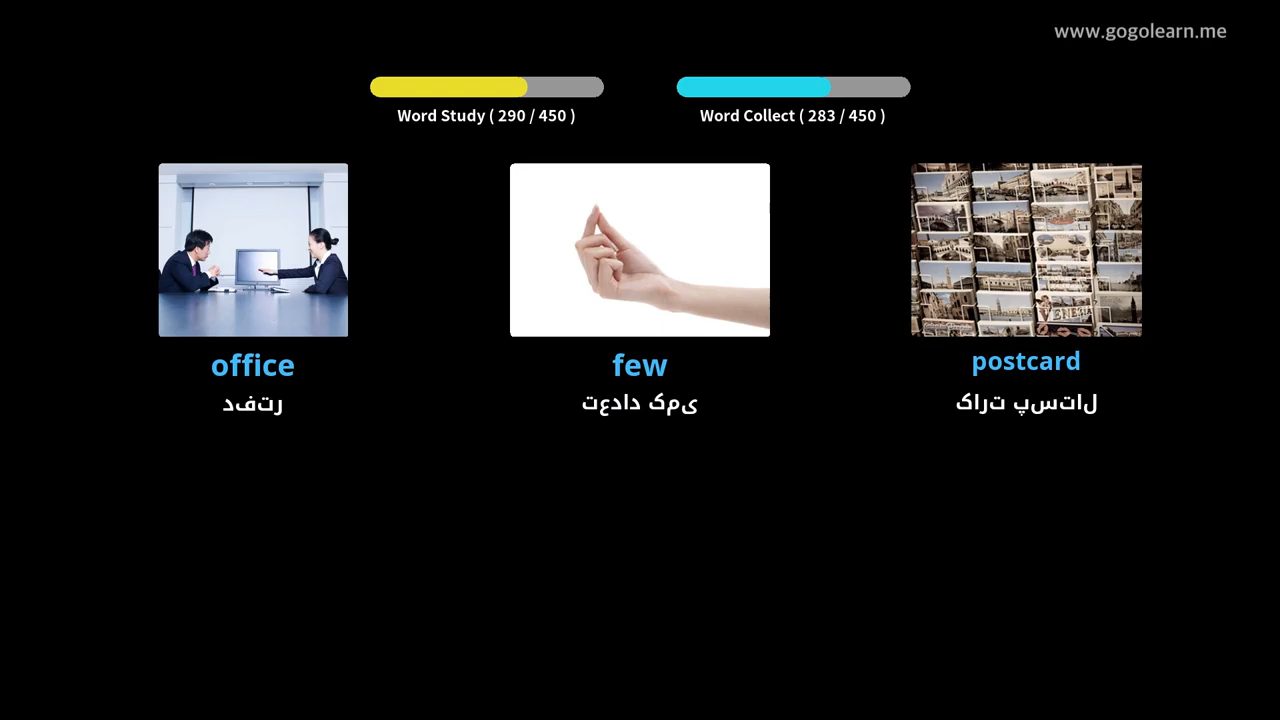 www.gogolearn.me
Word Study ( 290 / 450 )
Word Collect ( 283 / 450 )
office
few
postcard
رتفد
یمک دادعت
لاتسپ تراک
VENEZIA